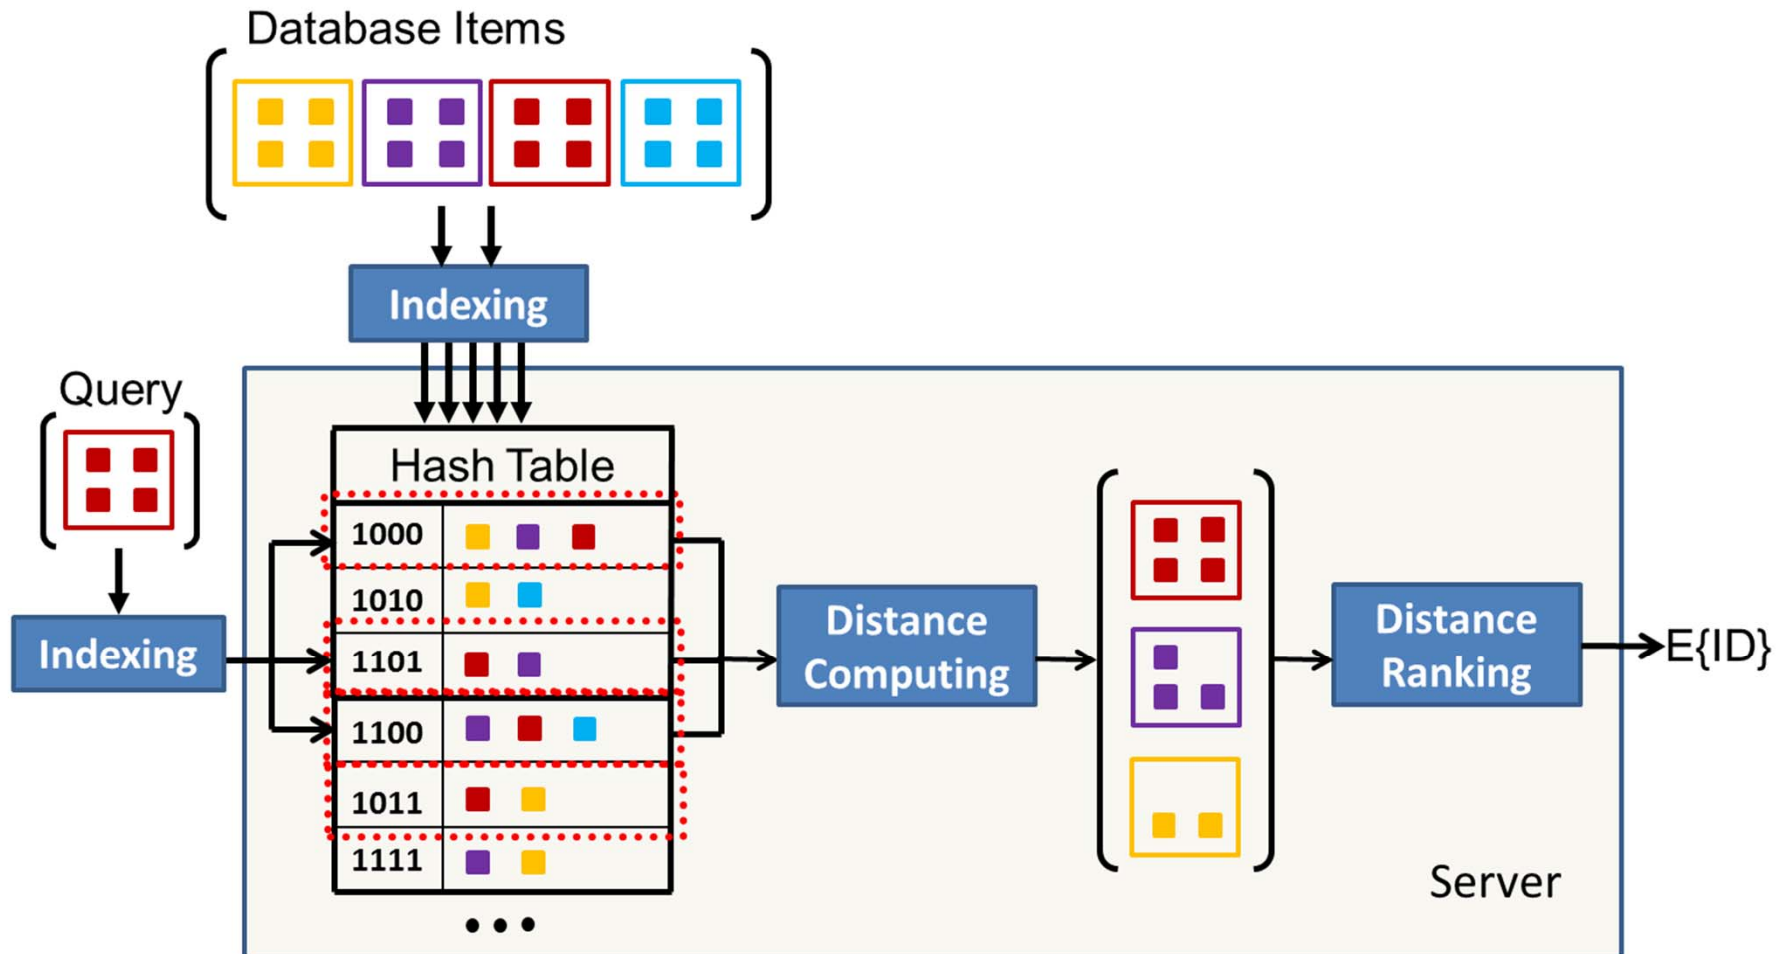 Database Items
Indexing
Query
Hash Table
1000
1010
Indexing
1101
1100
1011
1111
...
Distance
Computing
Distance
Ranking
E{ID}
Server